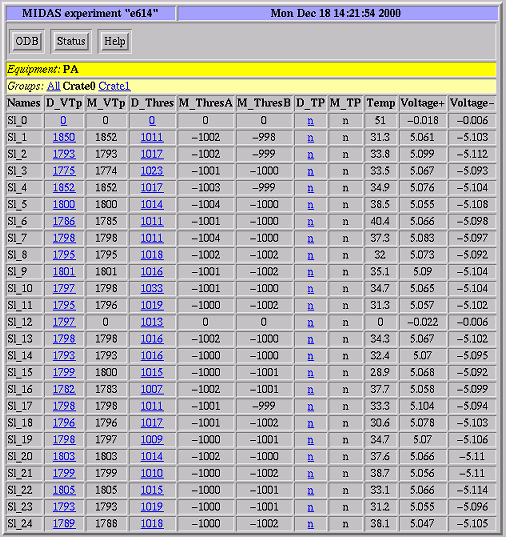 MIDAS experiment "e614" Mon Dec 18 14:21:54 2000
ODB Status Help
Equipment: PA
Groups: All Crate0 Crate1
Names D_VTp M_VTp D_Thres M_ThresA M_ThresB D_TP M_TP Temp Voltage+ Voltage−
Sl_0 0 0 0 0 0 n n 51 −0.018 −0.006
Sl_1 1850 1852 1011 −1002 −998 n n 31.3 5.061 −5.103
Sl_2 1793 1793 1017 −1002 −999 n n 33.8 5.099 −5.112
Sl_3 1775 1774 1023 −1001 −1000 n n 33.5 5.067 −5.093
Sl_4 1852 1852 1017 −1003 −999 n n 34.9 5.076 −5.104
Sl_5 1800 1800 1014 −1004 −1000 n n 38.5 5.055 −5.108
Sl_6 1786 1785 1011 −1001 −1000 n n 40.4 5.066 −5.098
Sl_7 1798 1798 1011 −1004 −1000 n n 37.3 5.083 −5.097
Sl_8 1795 1795 1018 −1002 −1002 n n 32 5.073 −5.092
Sl_9 1801 1801 1016 −1001 −1002 n n 35.1 5.09 −5.104
Sl_10 1797 1798 1033 −1001 −1000 n n 34.7 5.065 −5.104
Sl_11 1795 1796 1019 −1000 −1002 n n 31.3 5.057 −5.102
Sl_12 1797 0 1013 0 0 n n 0 −0.022 −0.006
Sl_13 1798 1798 1016 −1002 −1000 n n 34.3 5.067 −5.102
Sl_14 1793 1793 1016 −1000 −1000 n n 32.4 5.07 −5.095
Sl_15 1799 1800 1015 −1000 −1001 n n 28.9 5.068 −5.092
Sl_16 1782 1783 1007 −1002 −1001 n n 37.7 5.058 −5.099
Sl_17 1798 1798 1011 −1001 −999 n n 33.3 5.104 −5.094
Sl_18 1796 1796 1017 −1001 −1002 n n 30.6 5.078 −5.103
Sl_19 1798 1797 1009 −1000 −1001 n n 34.7 5.07 −5.106
Sl_20 1803 1803 1014 −1002 −1000 n n 37.6 5.066 −5.11
Sl_21 1799 1799 1010 −1000 −1002 n n 38.7 5.056 −5.11
Sl_22 1805 1805 1015 −1000 −1001 n n 33.1 5.066 −5.114
Sl_23 1793 1793 1019 −1000 −1001 n n 31.2 5.055 −5.096
Sl_24 1789 1788 1018 −1000 −1002 n n 38.1 5.047 −5.105